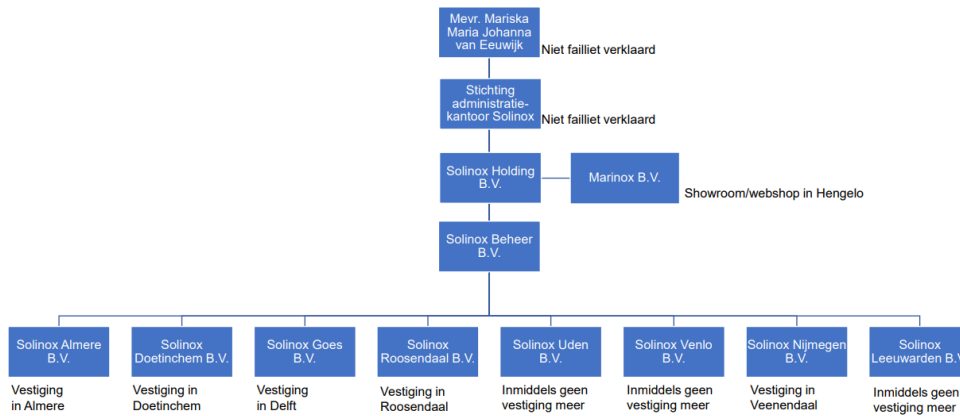 Mevr. Mariska
Maria Johanna
van Eeuwijk
Niet failliet verklaard
Stichting
administratie-
kantoor Solinox
Niet failliet verklaard
Solinox Holding
B.V.
Marinox B.V.
Showroom/webshop in Hengelo
Solinox Beheer
B.V.
Solinox Almere
B.V.
Vestiging
in Almere
Solinox
Doetinchem B.V.
Vestiging in
Doetinchem
Solinox Goes
B.V.
Vestiging
in Delft
Solinox
Roosendaal B.V.
Vestiging in
Roosendaal
Solinox Uden
B.V.
Inmiddels geen
vestiging meer
Solinox Venlo
B.V.
Inmiddels geen
vestiging meer
Solinox Nijmegen
B.V.
Vestiging in
Veenendaal
Solinox
Leeuwarden B.V.
Inmiddels geen
vestiging meer